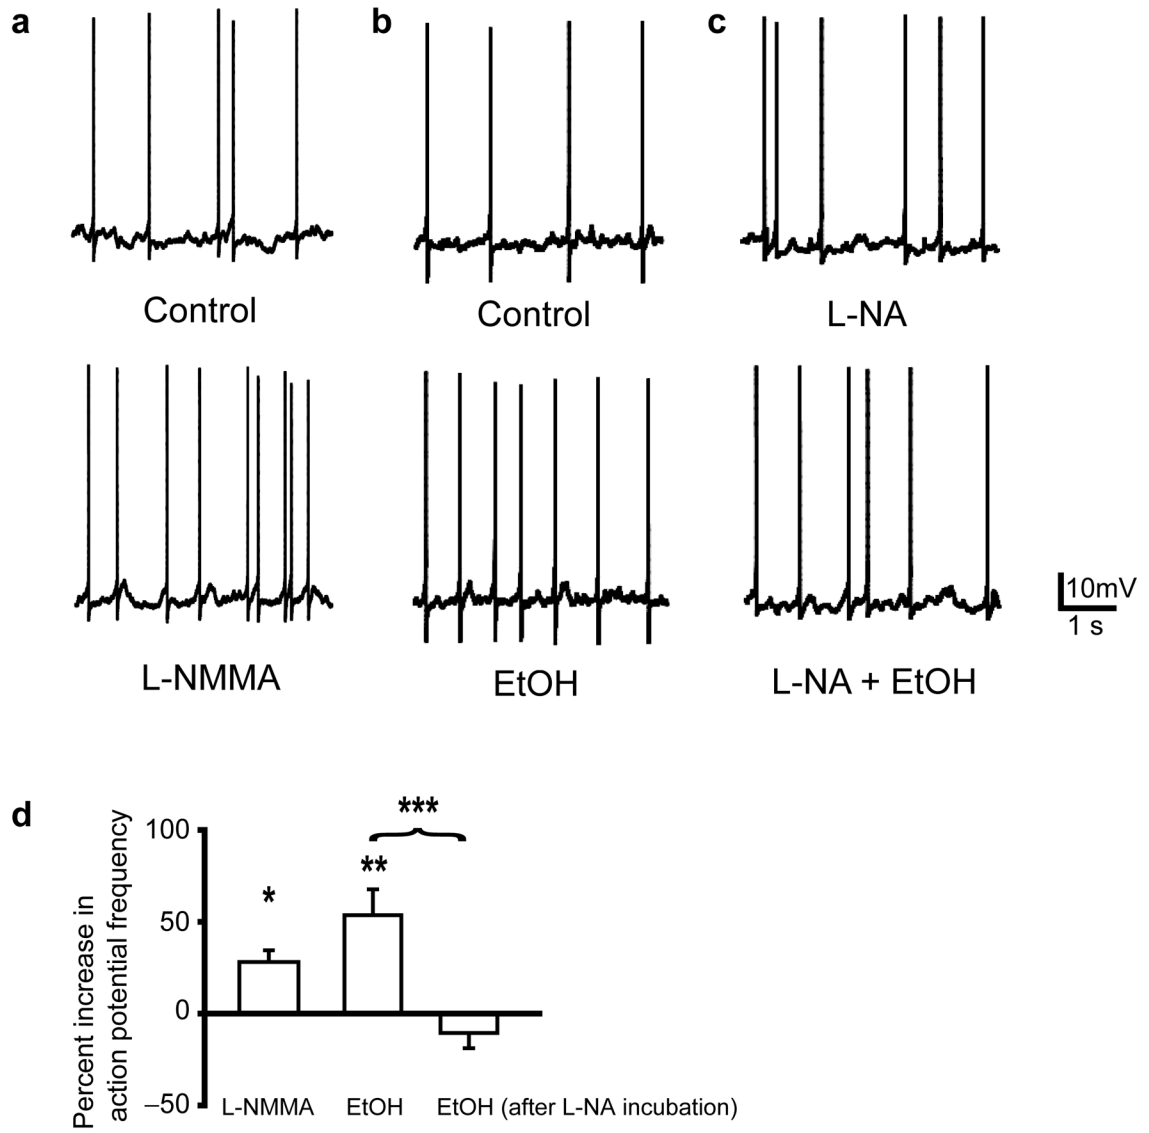 a
b
c
Control
Control
L-NA
L-NMMA
EtOH
L-NA + EtOH
10mV
1 s
d
Percent increase in
action potential frequency
100
50
0
–50
*
**
***
L-NMMA
EtOH
EtOH (after L-NA incubation)